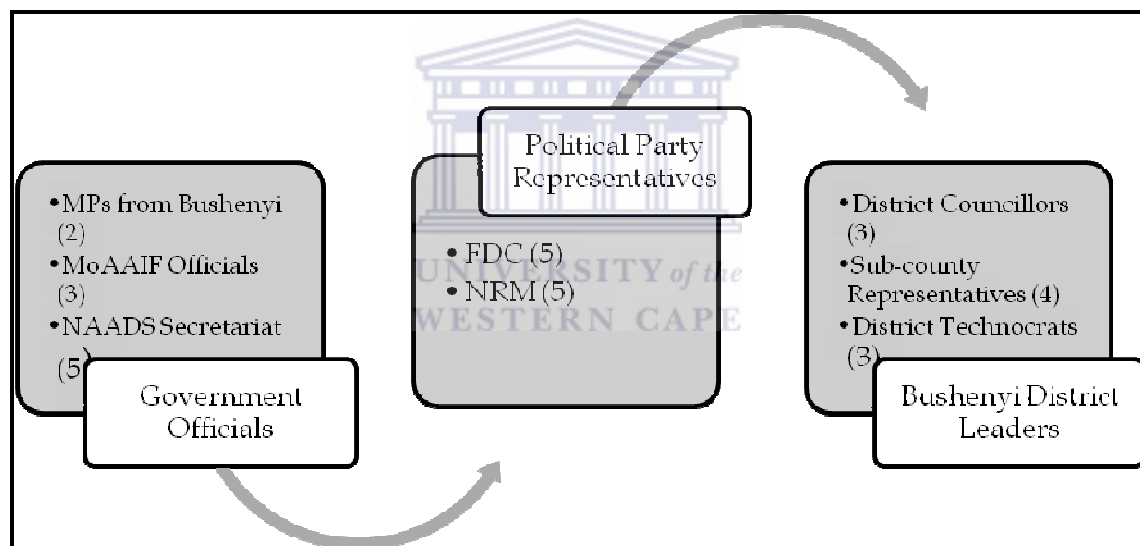 • MPs from Bushenyi
(2)
• MoAAIF Officials
(3)
• NAADS Secretariat
(5)
Government
Officials
Political Party
Representatives
• FDC (5)
• NRM (5)
UNIVERSITY of the
WESTERN CAPE
• District Councillors
(3)
• Sub-county
Representatives (4)
• District Technocrats
(3)
Bushenyi District
Leaders